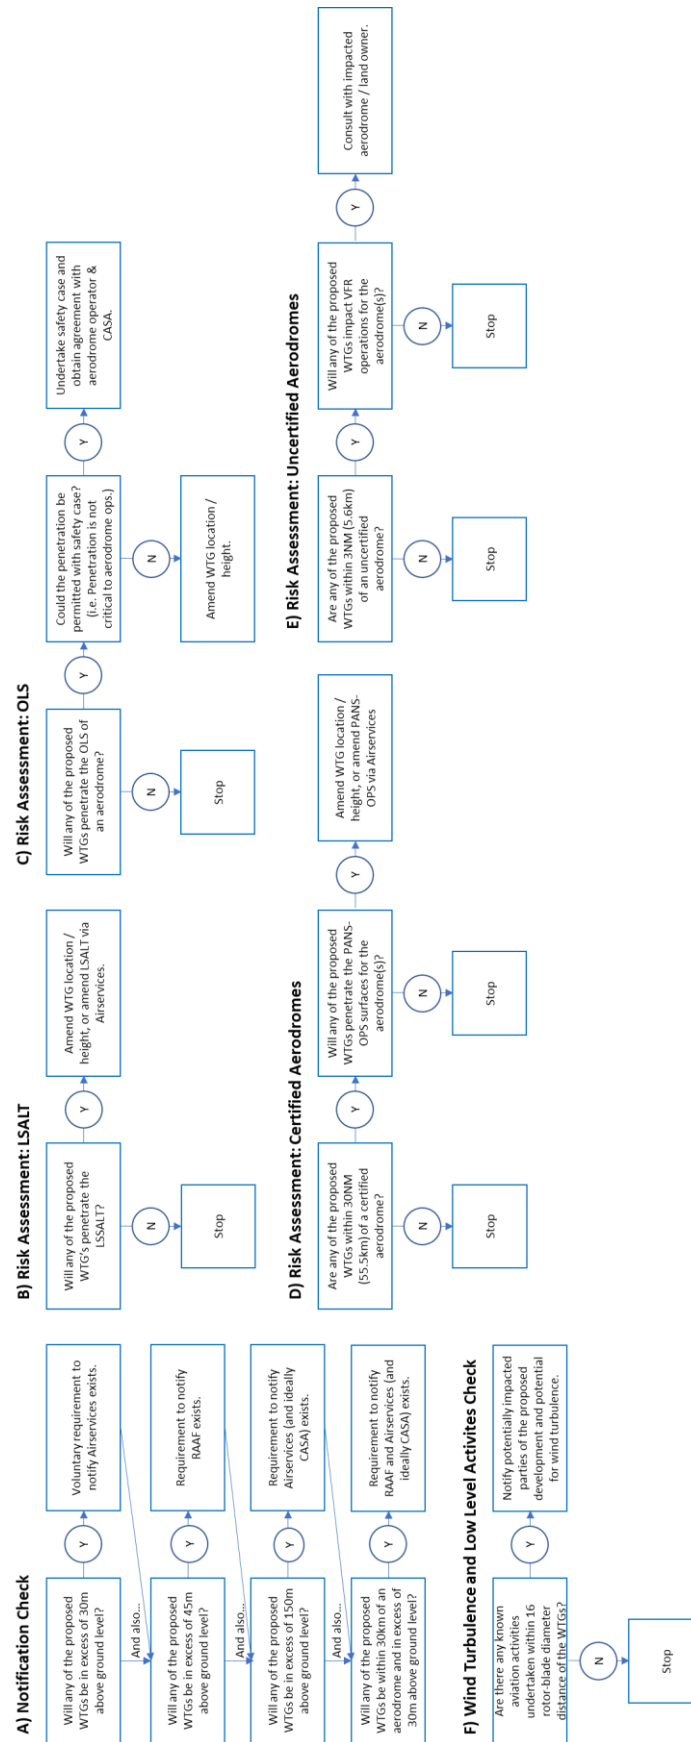 A) Notification Check
Will any of the proposed
WTGs be in excess of 30m
above ground level?
Y
Voluntary requirement to
notify Airservices exists.
And also...
Will any of the proposed
WTGs be in excess of 45m
above ground level?
Y
Requirement to notify
RAAF exists.
And also...
Will any of the proposed
WTGs be in excess of 150m
above ground level?
Y
Requirement to notify
Airservices (and ideally
CASA) exists.
And also...
Will any of the proposed
WTGs be within 30km of an
aerodrome and in excess of
30m above ground level?
Y
Requirement to notify
RAAF and Airservices (and
ideally CASA) exists.
B) Risk Assessment: LSALT
Will any of the proposed
WTG's penetrate the
LSSALT?
Y
Amend WTG location /
height, or amend LSALT via
Airservices.
N
Stop
C) Risk Assessment: OLS
Will any of the proposed
WTGs penetrate the OLS of
an aerodrome?
Y
Could the penetration be
permitted with safety case?
(i.e. Penetration is not
critical to aerodrome ops.)
Y
Undertake safety case and
obtain agreement with
aerodrome operator &
CASA.
N
Stop
N
Amend WTG location /
height.
D) Risk Assessment: Certified Aerodromes
Are any of the proposed
WTGs within 30NM
(55.5km) of a certified
aerodrome?
Y
Will any of the proposed
WTGs penetrate the PANS-
OPS surfaces for the
aerodrome(s)?
Y
Amend WTG location /
height, or amend PANS-
OPS via Airservices
N
Stop
N
Stop
E) Risk Assessment: Uncertified Aerodromes
Are any of the proposed
WTGs within 3NM (5.6km)
of an uncertified
aerodrome?
Y
Will any of the proposed
WTGs impact VFR
operations for the
aerodrome(s)?
Y
Consult with impacted
aerodrome / land owner.
N
Stop
N
Stop
F) Wind Turbulence and Low Level Activites Check
Are there any known
aviation activities
undertaken within 16
rotor-blade diameter
distance of the WTGs?
Y
Notify potentially impacted
parties of the proposed
development and potential
for wind turbulence.
N
Stop